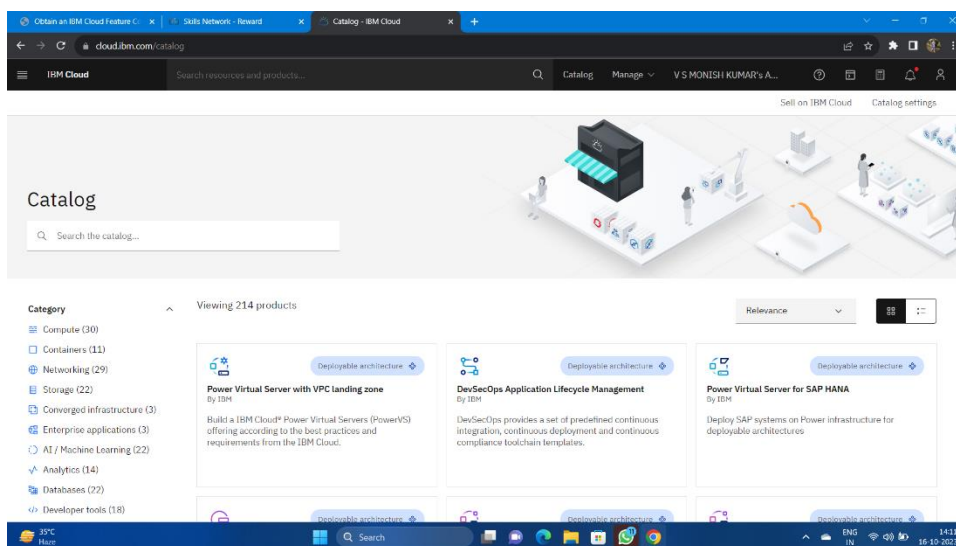 Obtain an IBM Cloud Feature C
Skills Network - Reward
Catalog - IBM Cloud
cloud.ibm.com/catalog
IBM Cloud
Search resources and products...
Catalog
Manage
V S MONISH KUMAR's A...
Sell on IBM Cloud
Catalog settings
Catalog
Search the catalog...
Category
Viewing 214 products
Relevance
Compute (30)
Containers (11)
Networking (29)
Storage (22)
Converged infrastructure (3)
Enterprise applications (3)
AI / Machine Learning (22)
Analytics (14)
Databases (22)
Developer tools (18)
Deployable architecture
Power Virtual Server with VPC landing zone
By IBM
Build a IBM Cloud® Power Virtual Servers (PowerVS)
offering according to the best practices and
requirements from the IBM Cloud.
Deployable architecture
DevSecOps Application Lifecycle Management
By IBM
DevSecOps provides a set of predefined continuous
integration, continuous deployment and continuous
compliance toolchain templates.
Deployable architecture
Power Virtual Server for SAP HANA
By IBM
Deploy SAP systems on Power infrastructure for
deployable architectures
Deployable architecture
Deployable architecture
Deployable architecture
35°C
Haze
Search
ENG
IN
14:11
16-10-2023